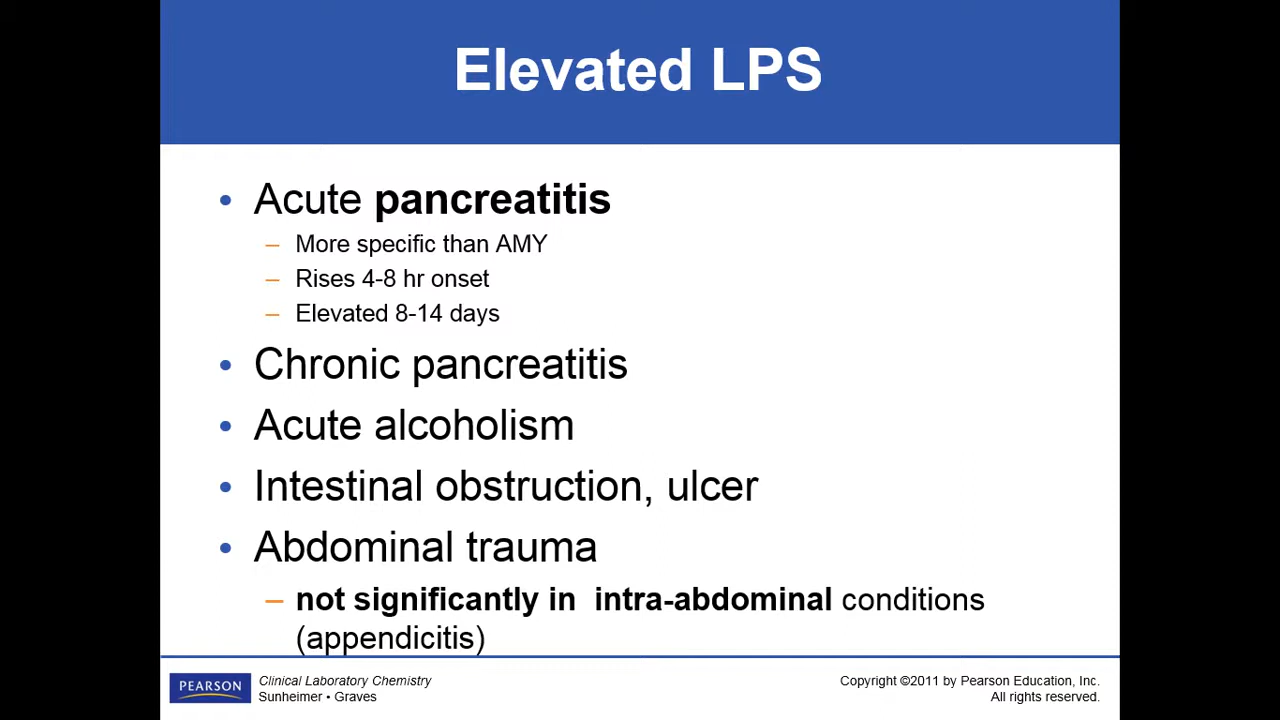 Elevated LPS
• Acute pancreatitis
– More specific than AMY
– Rises 4-8 hr onset
– Elevated 8-14 days
• Chronic pancreatitis
• Acute alcoholism
• Intestinal obstruction, ulcer
• Abdominal trauma
– not significantly in  intra-abdominal conditions
(appendicitis)
PEARSON
Clinical Laboratory Chemistry
Sunheimer • Graves
Copyright ©2011 by Pearson Education, Inc.
All rights reserved.